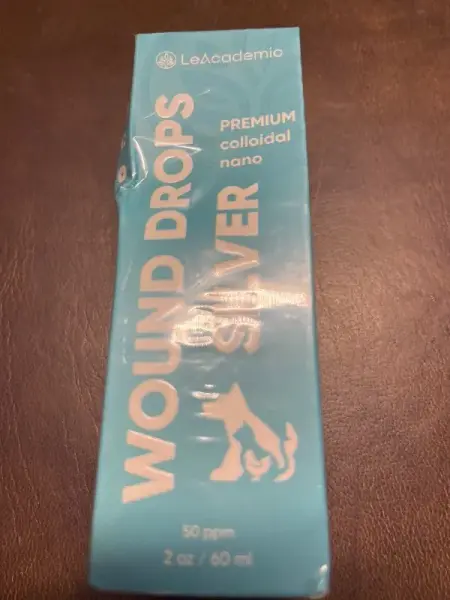 LeAcademic
PREMIUM
colloidal
nano
WOUND DROPS
SILVER
50 ppm
2 oz / 60 ml